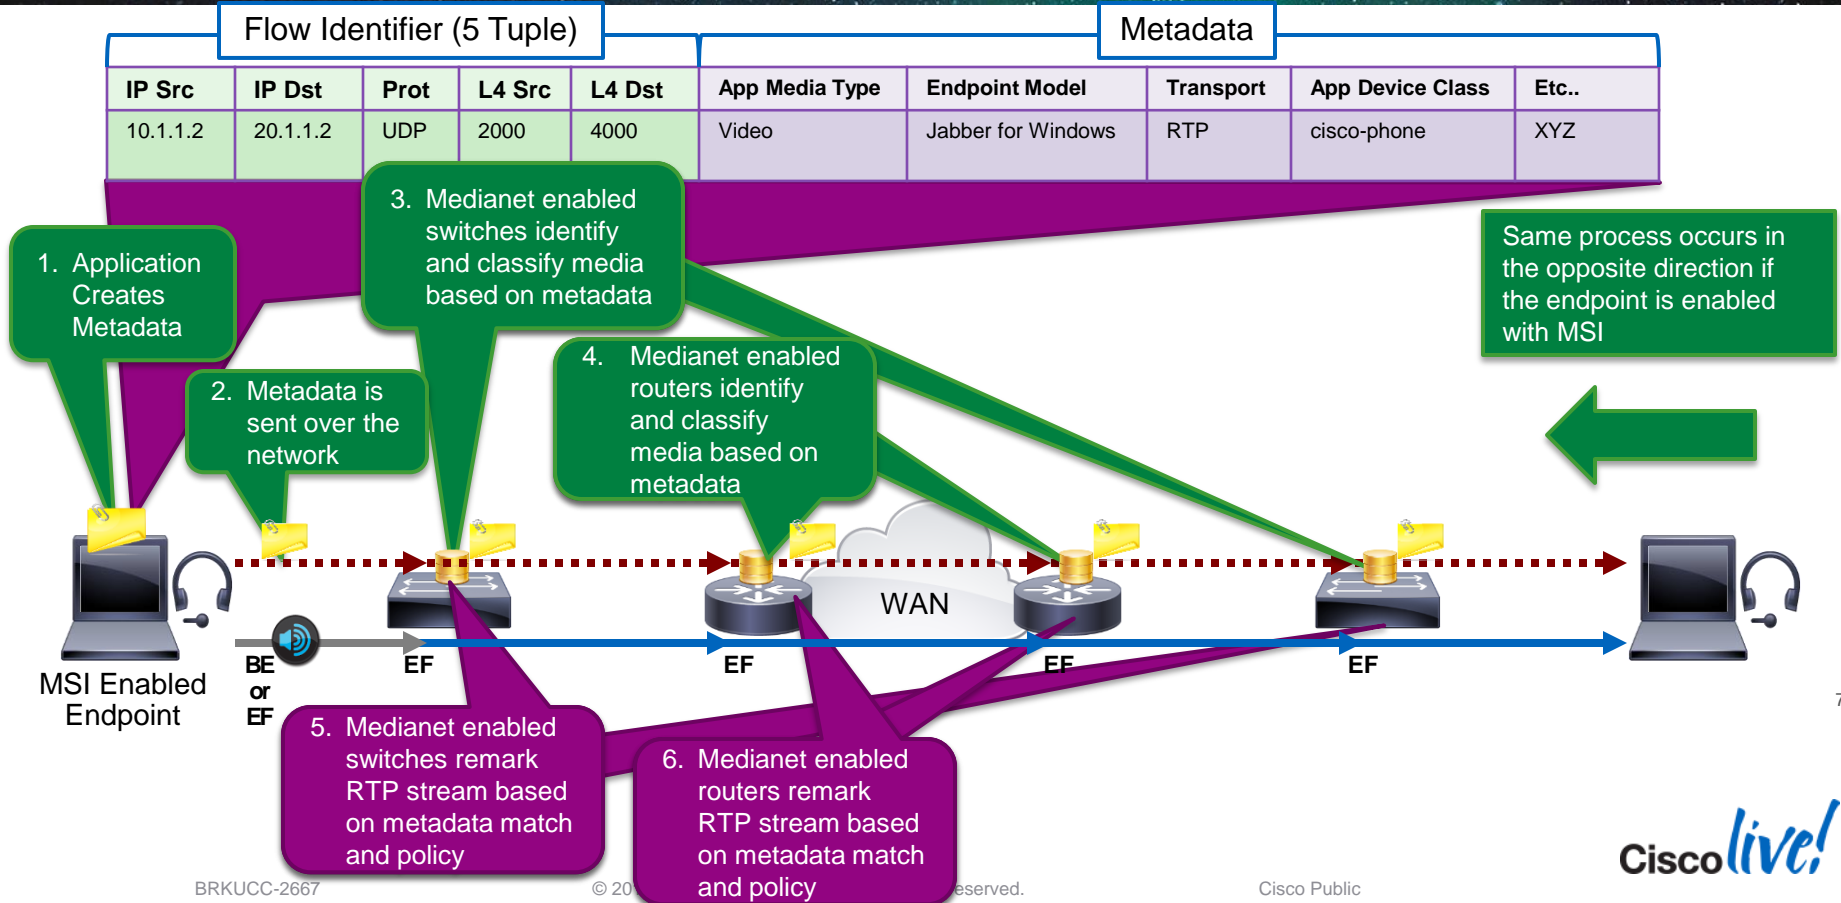 Flow Identifier (5 Tuple)
Metadata
IP Src IP Dst Prot L4 Src L4 Dst App Media Type Endpoint Model Transport App Device Class Etc..
10.1.1.2 20.1.1.2 UDP 2000 4000 Video Jabber for Windows RTP cisco-phone XYZ
1. Application
Creates
Metadata
2. Metadata is
sent over the
network
3. Medianet enabled
switches identify
and classify media
based on metadata
4. Medianet enabled
routers identify
and classify
media based on
metadata
Same process occurs in
the opposite direction if
the endpoint is enabled
with MSI
WAN
MSI Enabled
Endpoint
BE
or
EF
EF
EF
EF
EF
5. Medianet enabled
switches remark
RTP stream based
on metadata match
and policy
6. Medianet enabled
routers remark
RTP stream based
on metadata match
and policy
7
Cisco live!
BRKUCC-2667
© 20
Cisco Public